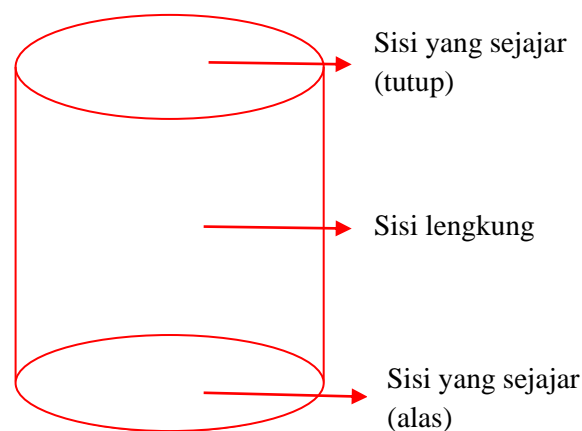 Sisi yang sejajar
(tutup)
Sisi lengkung
Sisi yang sejajar
(alas)